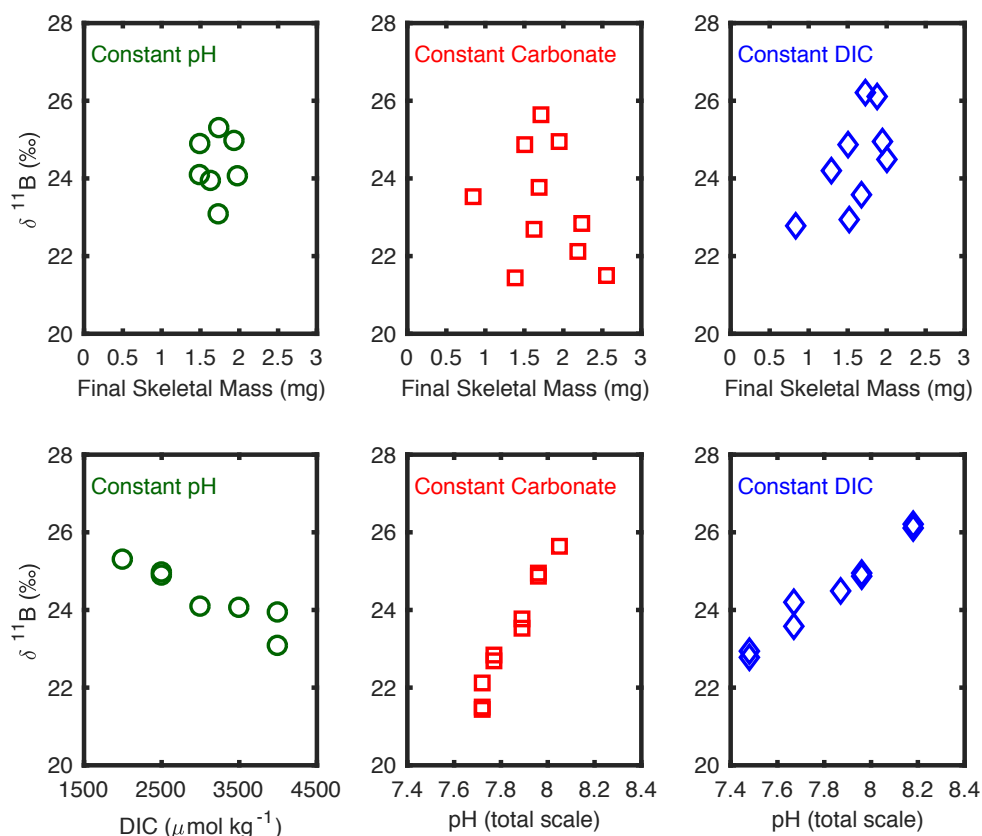 28
26
24
22
20
δ ¹¹B (‰)
Constant pH
0 0.5 1 1.5 2 2.5 3
Final Skeletal Mass (mg)
28
26
24
22
20
Constant Carbonate
0 0.5 1 1.5 2 2.5 3
Final Skeletal Mass (mg)
28
26
24
22
20
Constant DIC
0 0.5 1 1.5 2 2.5 3
Final Skeletal Mass (mg)
28
26
24
22
20
δ ¹¹B (‰)
Constant pH
1500 2500 3500 4500
DIC (μmol kg⁻¹)
28
26
24
22
20
Constant Carbonate
7.4 7.6 7.8 8 8.2 8.4
pH (total scale)
28
26
24
22
20
Constant DIC
7.4 7.6 7.8 8 8.2 8.4
pH (total scale)